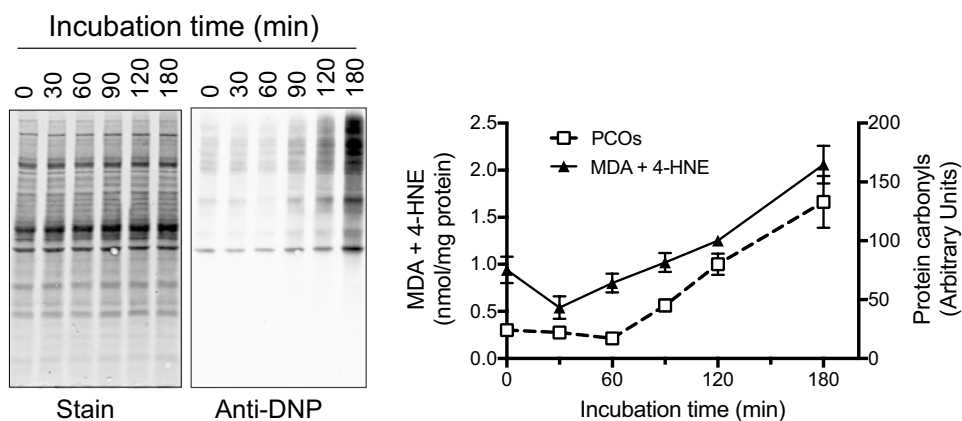 Incubation time (min)
0 30 60 90 120 180 0 30 60 90 120 180
Stain Anti-DNP
PCOs
MDA + 4-HNE
MDA + 4-HNE
(nmol/mg protein)
2.5
2.0
1.5
1.0
0.5
0.0
0 60 120 180
Incubation time (min)
200
150
100
50
0
Protein carbonyls
(Arbitrary Units)